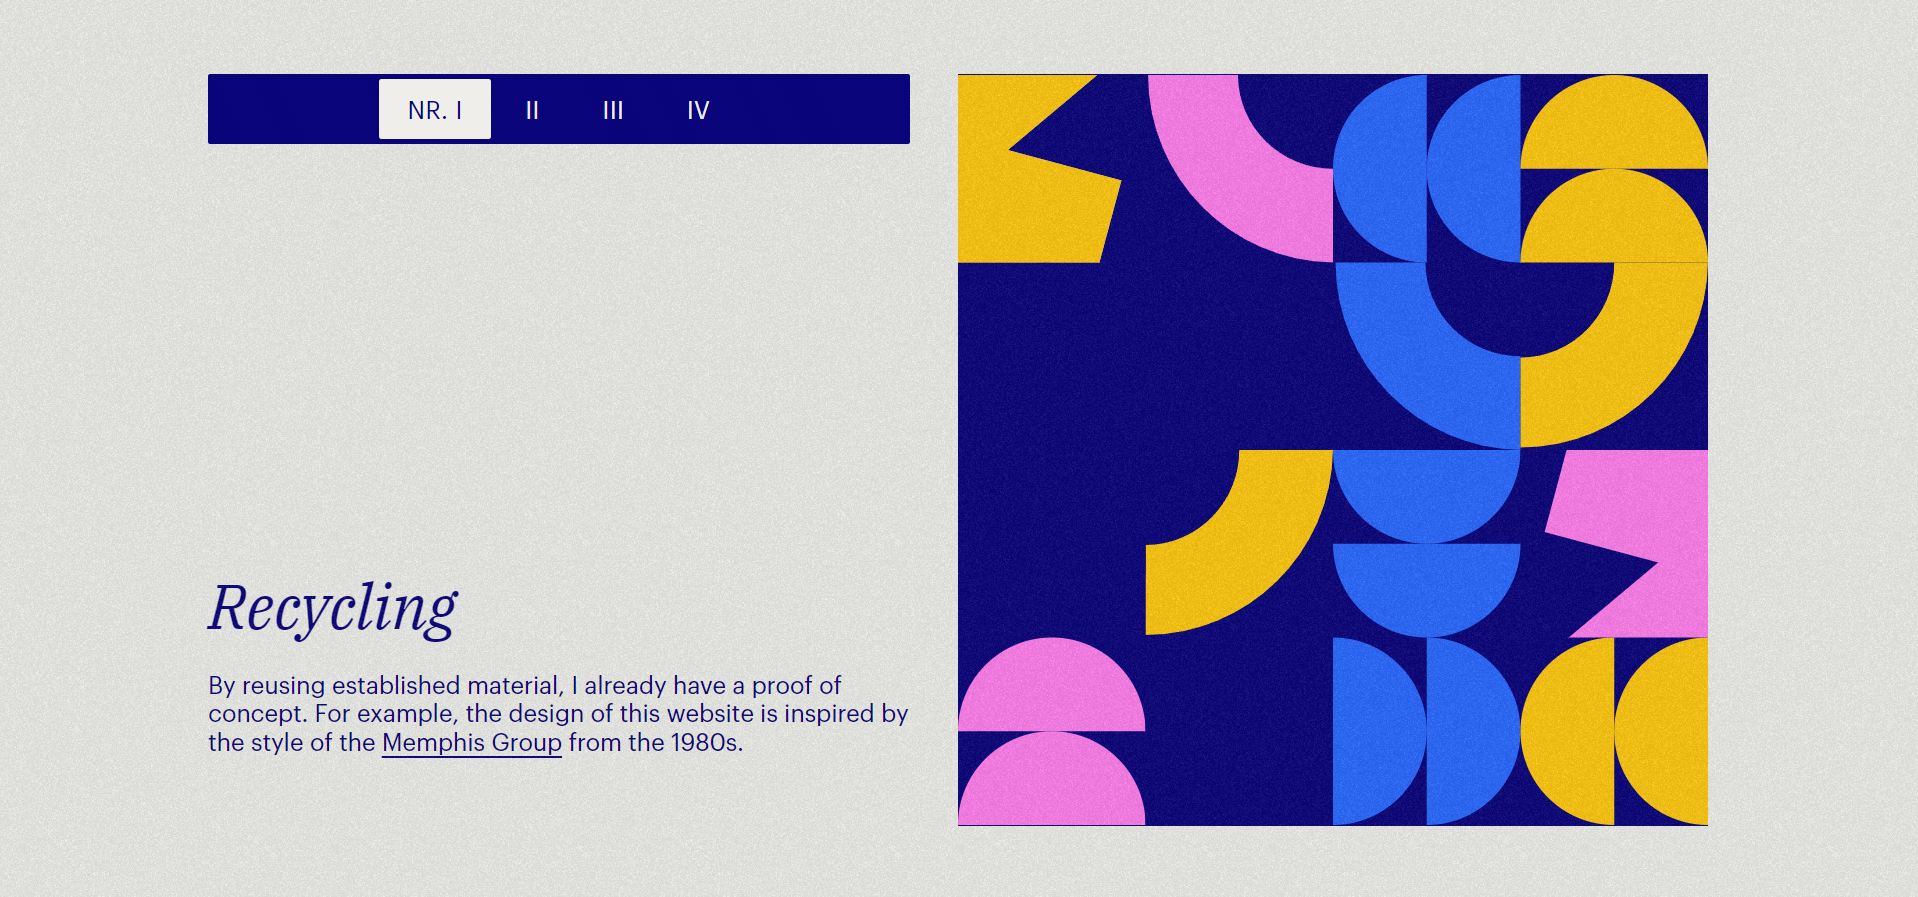 NR. I II III IV
Recycling
By reusing established material, I already have a proof of
concept. For example, the design of this website is inspired by
the style of the Memphis Group from the 1980s.